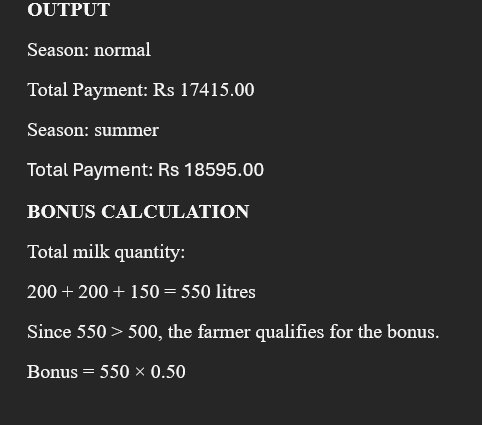 OUTPUT
Season: normal
Total Payment: Rs 17415.00
Season: summer
Total Payment: Rs 18595.00
BONUS CALCULATION
Total milk quantity:
200 + 200 + 150 = 550 litres
Since 550 > 500, the farmer qualifies for the bonus.
Bonus = 550 × 0.50